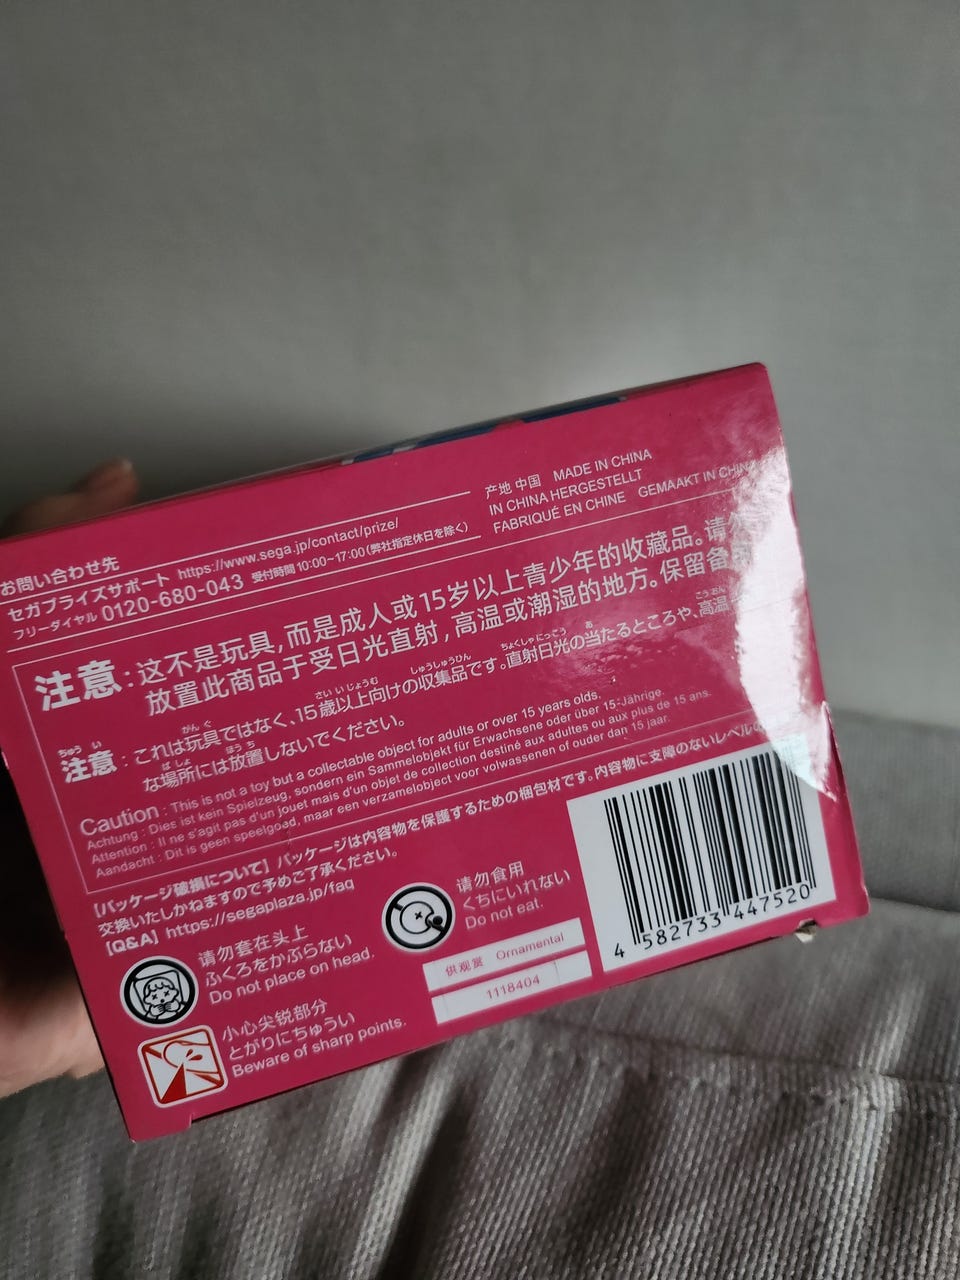 お問い合わせ先
セガプライズサポート https://www.sega.jp/contact/prize/
フリーダイヤル 0120-680-043 受付時間10:00~17:00(弊社指定休日を除く)
产地 中国 MADE IN CHINA
IN CHINA HERGESTELLT
FABRIQUÉ EN CHINE GEMAAKT IN CHINA
注意:这不是玩具,而是成人或15岁以上青少年的收藏品。请
放置此商品于受日光直射,高温或潮湿的地方。保留备
注意:これは玩具ではなく、15歳以上向けの収集品です。直射日光の当たるところや、高温
な場所には放置しないでください。
Caution : This is not a toy but a collectable object for adults or over 15 years old.
Achtung : Dies ist kein Spielzeug, sondern ein Sammelobjekt für Erwachsene oder über 15-Jährige.
Attention : Il ne s'agit pas d'un jouet mais d'un objet de collection destiné aux adultes ou aux plus de 15 ans.
Aandacht : Dit is geen speelgoed, maar een verzamelobject voor volwassenen of ouder dan 15 jaar.
【パッケージ破損について】パッケージは内容物を保護するための梱包材です。内容物に支障のないレベルの
交換いたしかねますので予めご了承ください。
【Q&A】https://segaplaza.jp/faq
请勿套在头上
ふくろをかぶらない
Do not place on head.
请勿食用
くちにいれない
Do not eat.
小心尖锐部分
とがりにちゅうい
Beware of sharp points.
供观赏 Ornamental
1118404
4 582733 447520